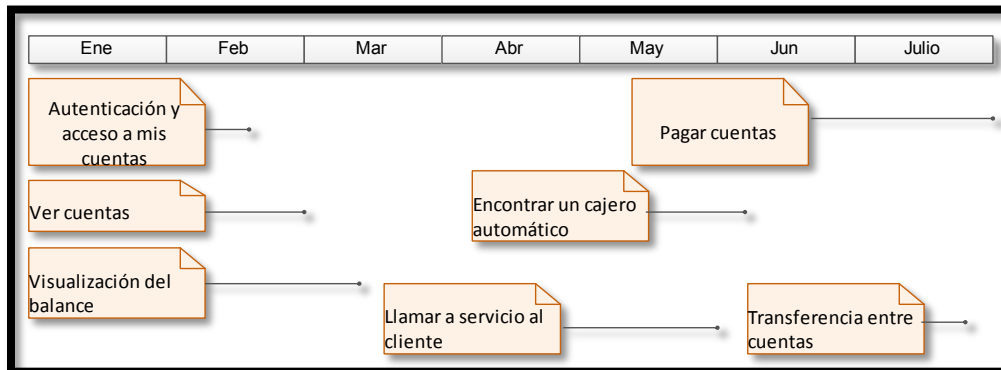 Ene Feb Mar Abr May Jun Julio
Autenticación y
acceso a mis
cuentas
Pagar cuentas
Ver cuentas
Encontrar un cajero
automático
Visualización del
balance
Llamar a servicio al
cliente
Transferencia entre
cuentas